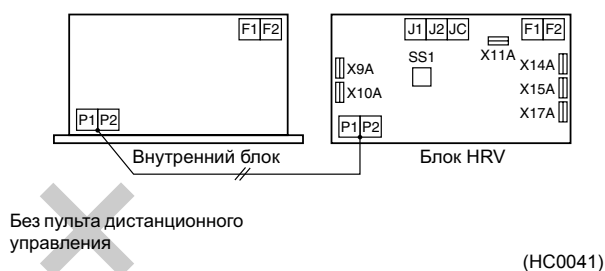 F1 F2
J1 J2 JC
F1 F2
SS1
X11A
X9A
X10A
X14A
X15A
X17A
P1 P2
P1 P2
Внутренний блок
Блок HRV
Без пульта дистанционного
управления
(HC0041)